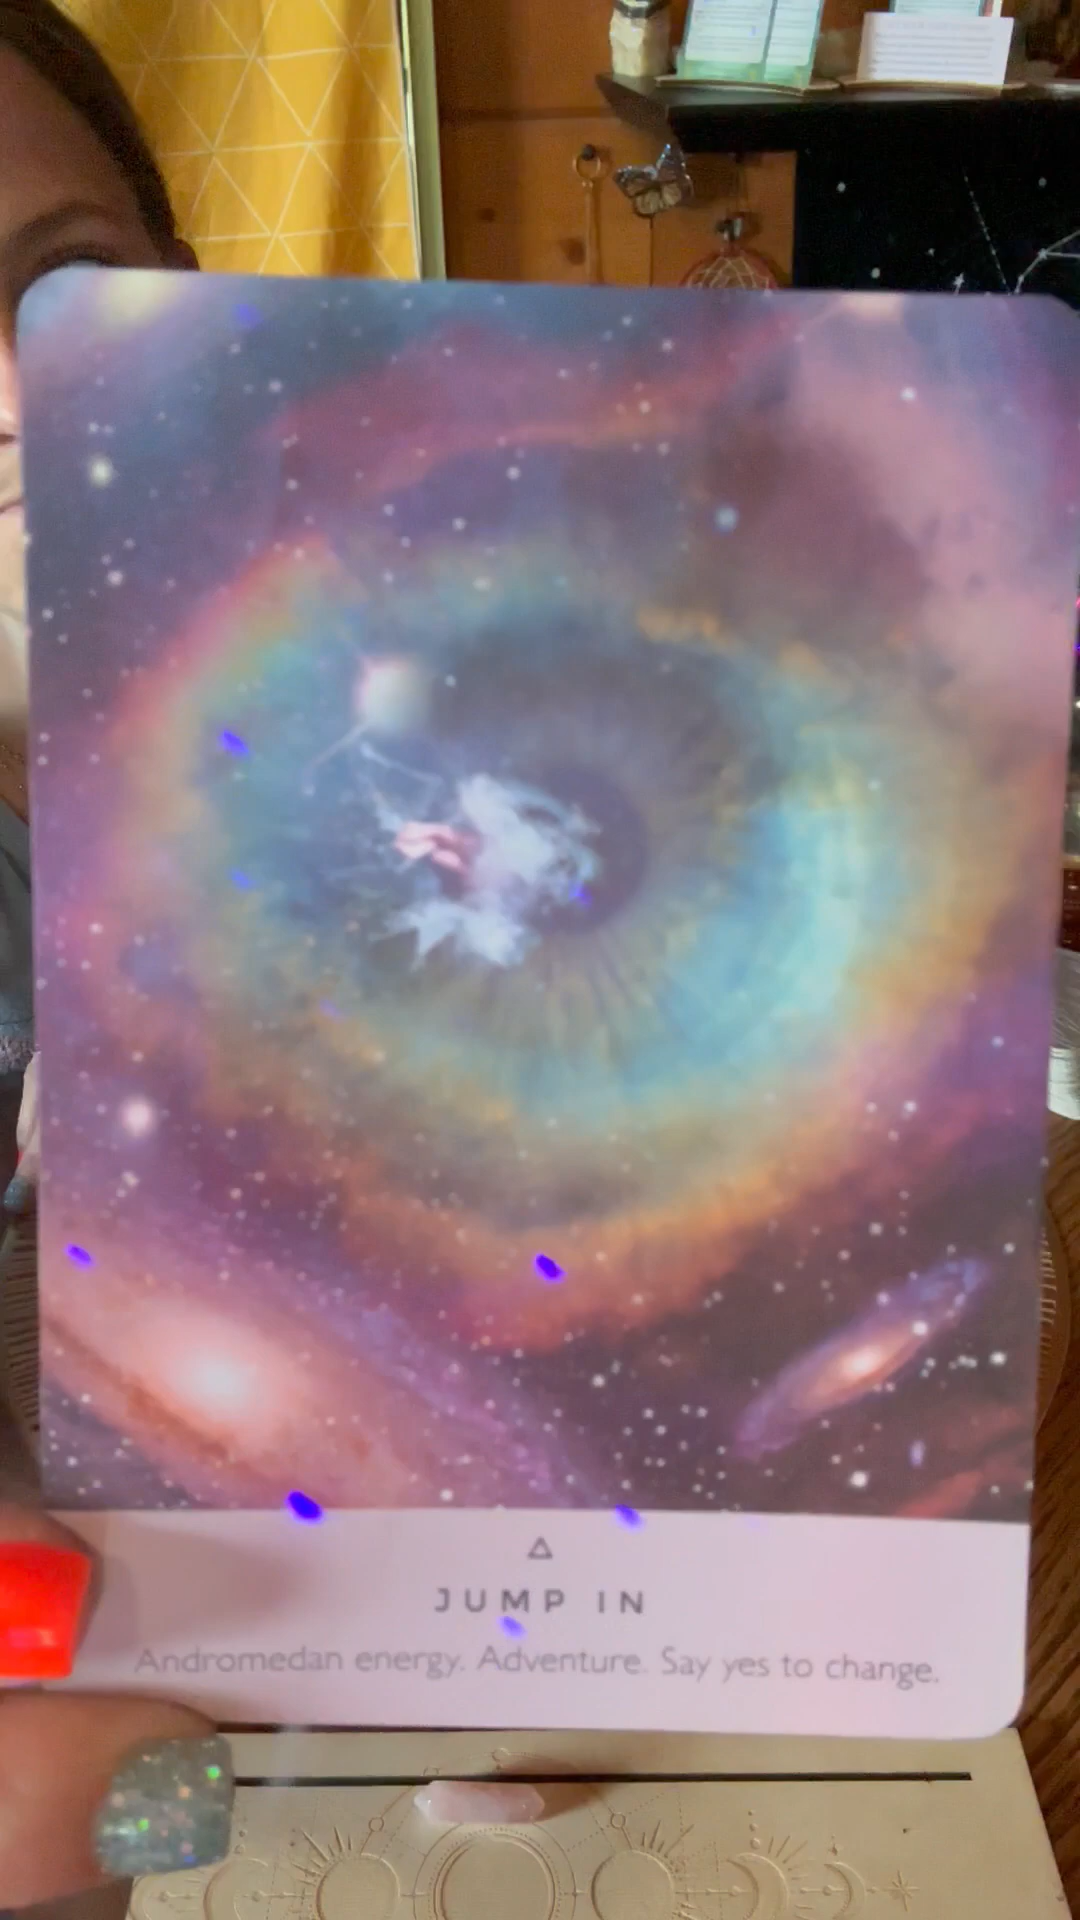 JUMP IN
Andromedan energy. Adventure. Say yes to change.